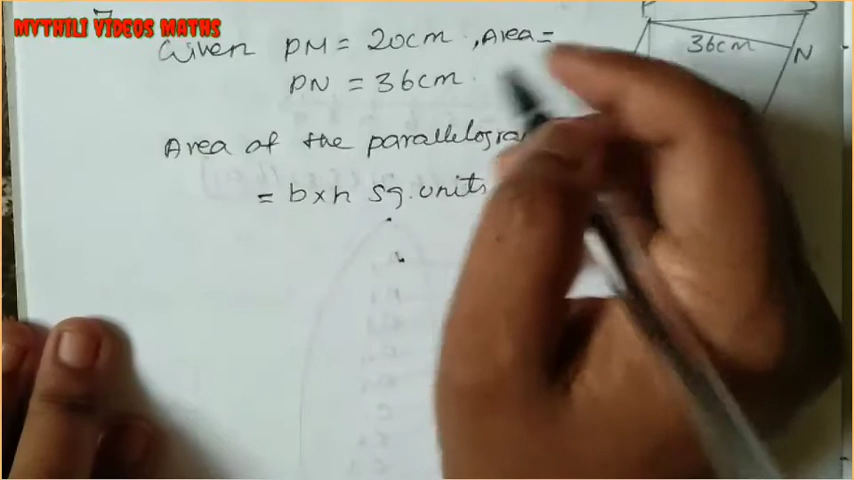 MYTHILI VIDEOS MATHS
Given PM = 20cm, Area =
PN = 36cm
36cm
N
Area of the parallelogra
= b×h sq. units